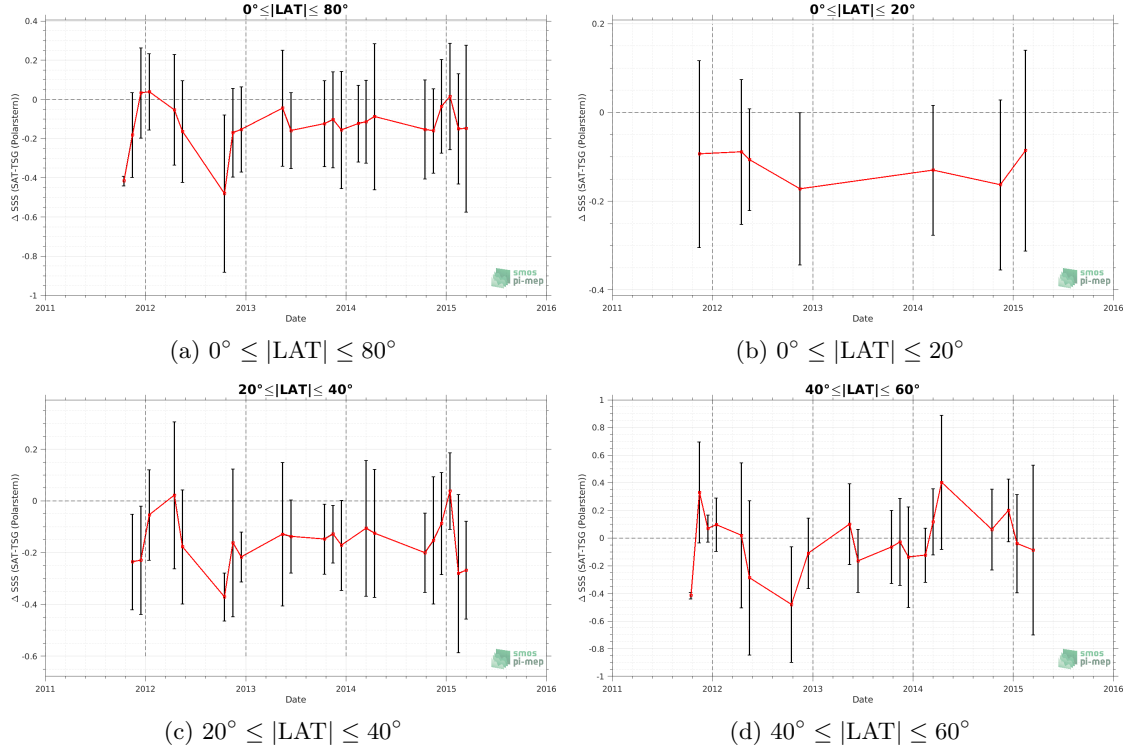 0°≤|LAT|≤ 80°
Δ SSS (SAT-TSG (Polarstern))
0.4
0.2
0
-0.2
-0.4
-0.6
-0.8
-1
2011 2012 2013 2014 2015 2016
Date
smos
pi-mep
(a) 0° ≤ |LAT| ≤ 80°
0°≤|LAT|≤ 20°
Δ SSS (SAT-TSG (Polarstern))
0.2
0
-0.2
-0.4
2011 2012 2013 2014 2015 2016
Date
smos
pi-mep
(b) 0° ≤ |LAT| ≤ 20°
20°≤|LAT|≤ 40°
Δ SSS (SAT-TSG (Polarstern))
0.2
0
-0.2
-0.4
-0.6
2011 2012 2013 2014 2015 2016
Date
smos
pi-mep
(c) 20° ≤ |LAT| ≤ 40°
40°≤|LAT|≤ 60°
Δ SSS (SAT-TSG (Polarstern))
1
0.8
0.6
0.4
0.2
0
-0.2
-0.4
-0.6
-0.8
-1
2011 2012 2013 2014 2015 2016
Date
smos
pi-mep
(d) 40° ≤ |LAT| ≤ 60°